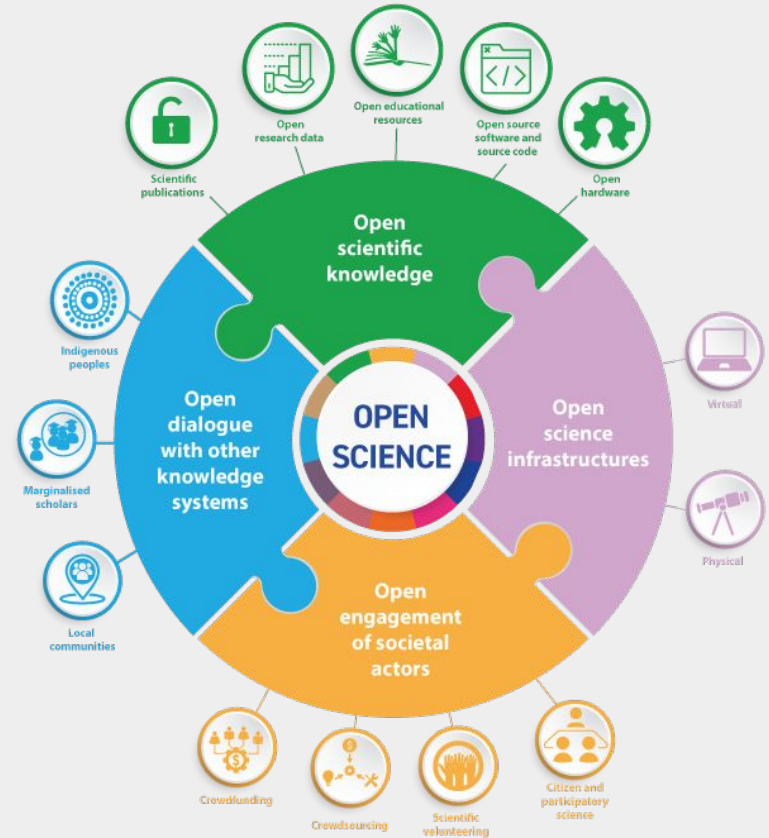 Scientific
publications
Open
research data
Open educational
resources
</>
Open source
software and
source code
Open
hardware
Open
scientific
knowledge
Indigenous
peoples
Marginalised
scholars
Local
communities
Open
dialogue
with other
knowledge
systems
OPEN
SCIENCE
Open
science
infrastructures
Virtual
Physical
Open
engagement
of societal
actors
$
Crowdfunding
$
Crowdsourcing
Scientific
volunteering
Citizen and
participatory
science